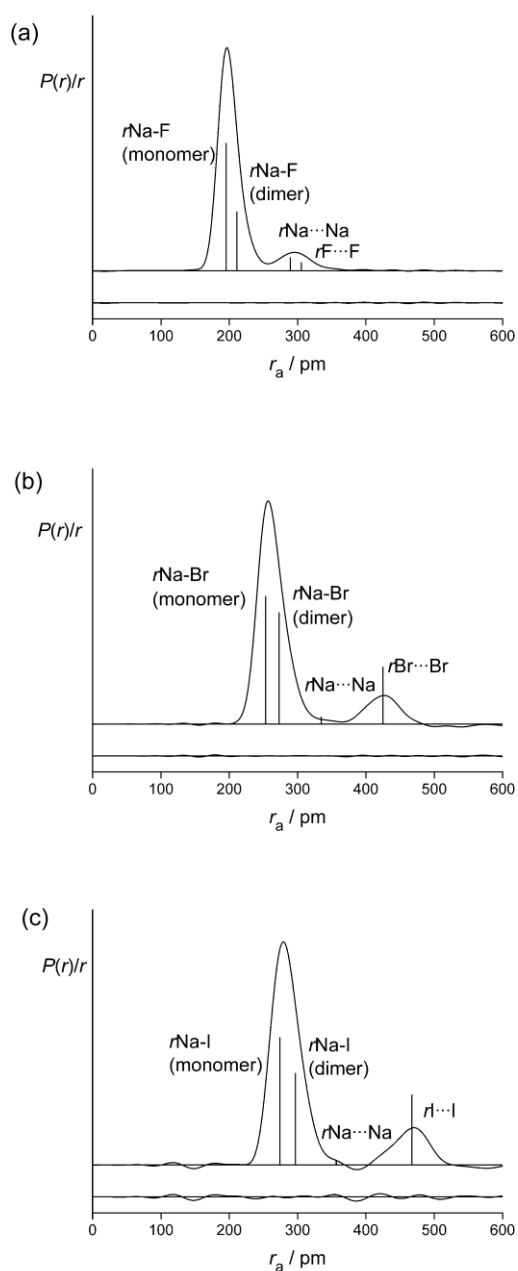 (a)
P(r)/r
rNa-F
(monomer)
rNa-F
(dimer)
rNa···Na
rF···F
0 100 200 300 400 500 600
ra / pm
(b)
P(r)/r
rNa-Br
(monomer)
rNa-Br
(dimer)
rNa···Na
rBr···Br
0 100 200 300 400 500 600
ra / pm
(c)
P(r)/r
rNa-I
(monomer)
rNa-I
(dimer)
rNa···Na
rI···I
0 100 200 300 400 500 600
ra / pm